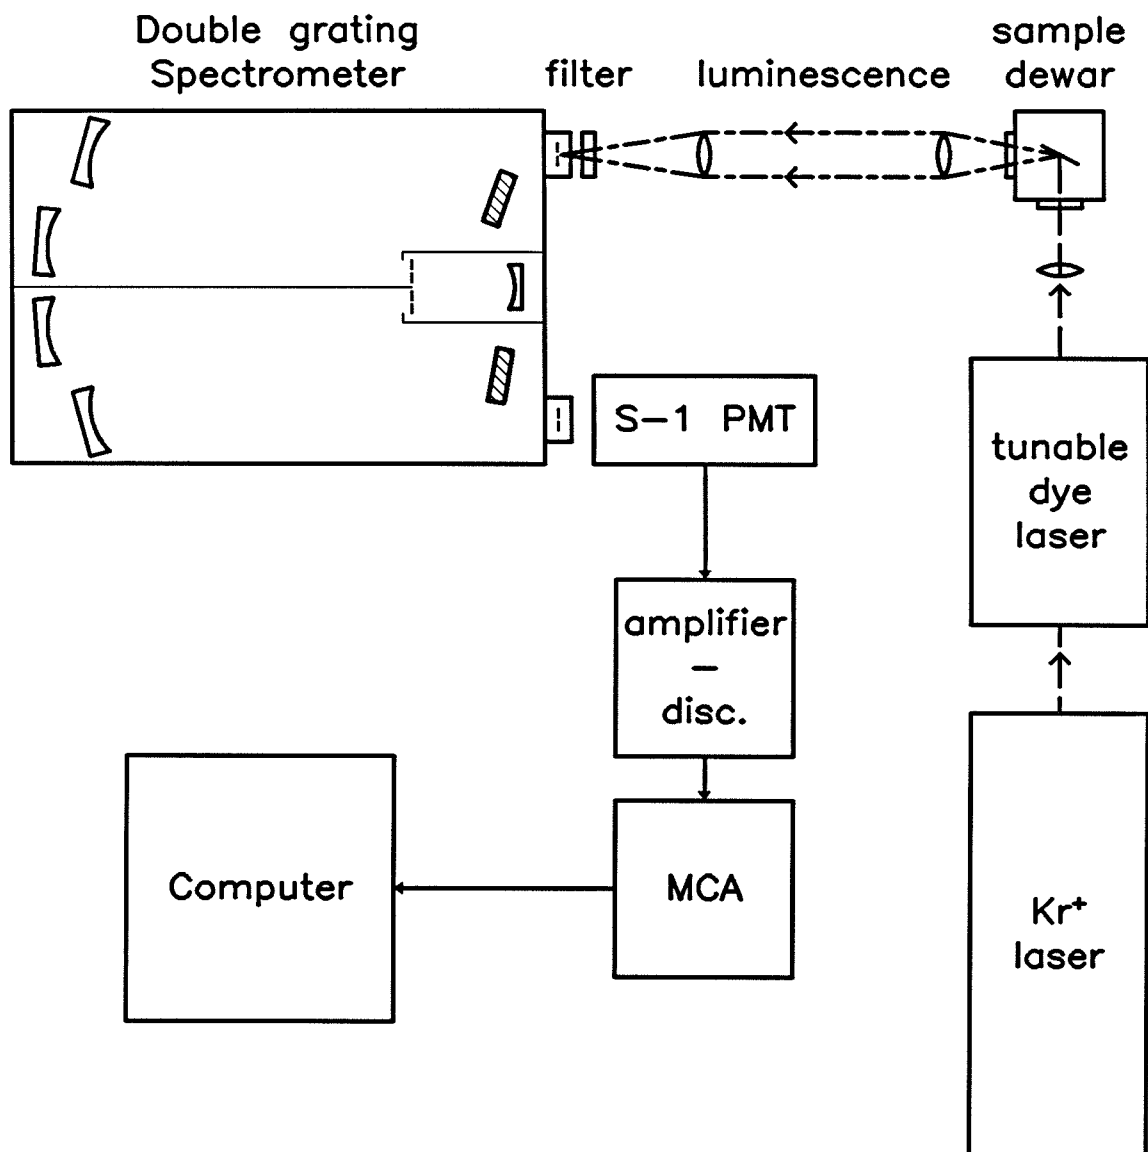 Double grating
Spectrometer
filter
luminescence
sample
dewar
S-1 PMT
tunable
dye
laser
amplifier
-
disc.
Computer
MCA
Kr⁺
laser